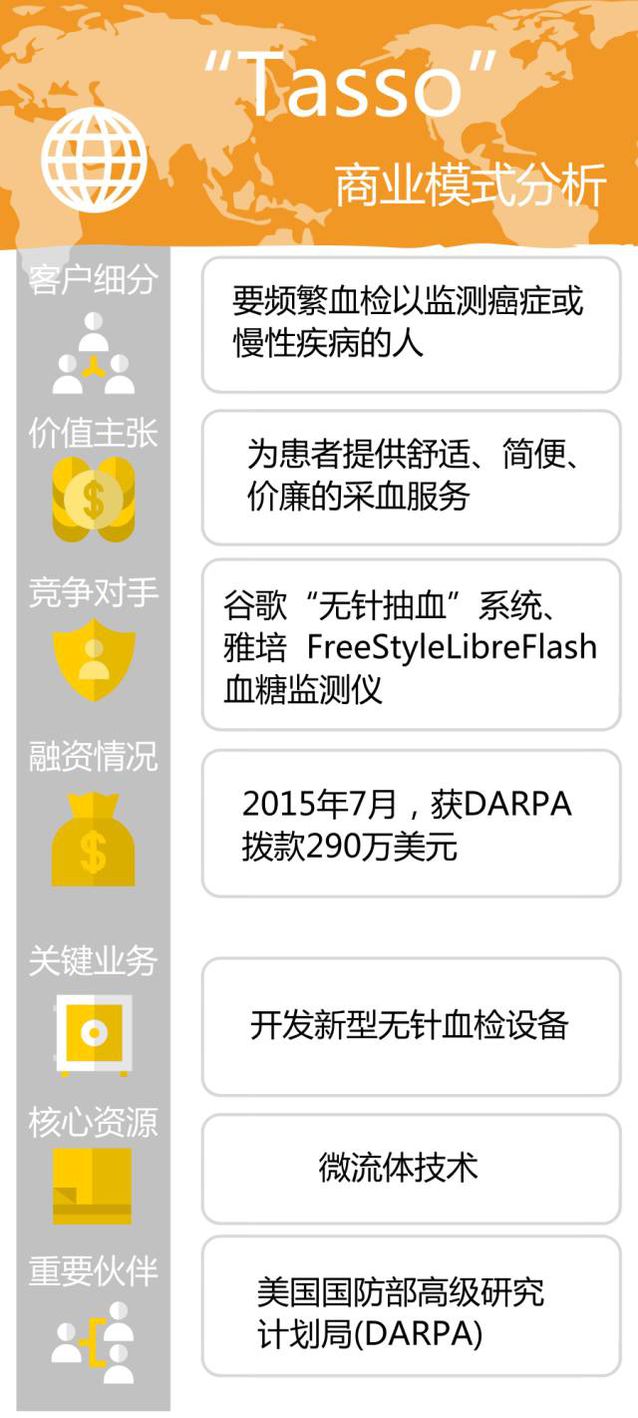 “Tasso”
商业模式分析
客户细分
要频繁血检以监测癌症或
慢性疾病的人
价值主张
为患者提供舒适、简便、
价廉的采血服务
竞争对手
谷歌“无针抽血”系统、
雅培 FreeStyleLibreFlash
血糖监测仪
融资情况
2015年7月，获DARPA
拨款290万美元
关键业务
开发新型无针血检设备
核心资源
微流体技术
重要伙伴
美国国防部高级研究
计划局(DARPA)